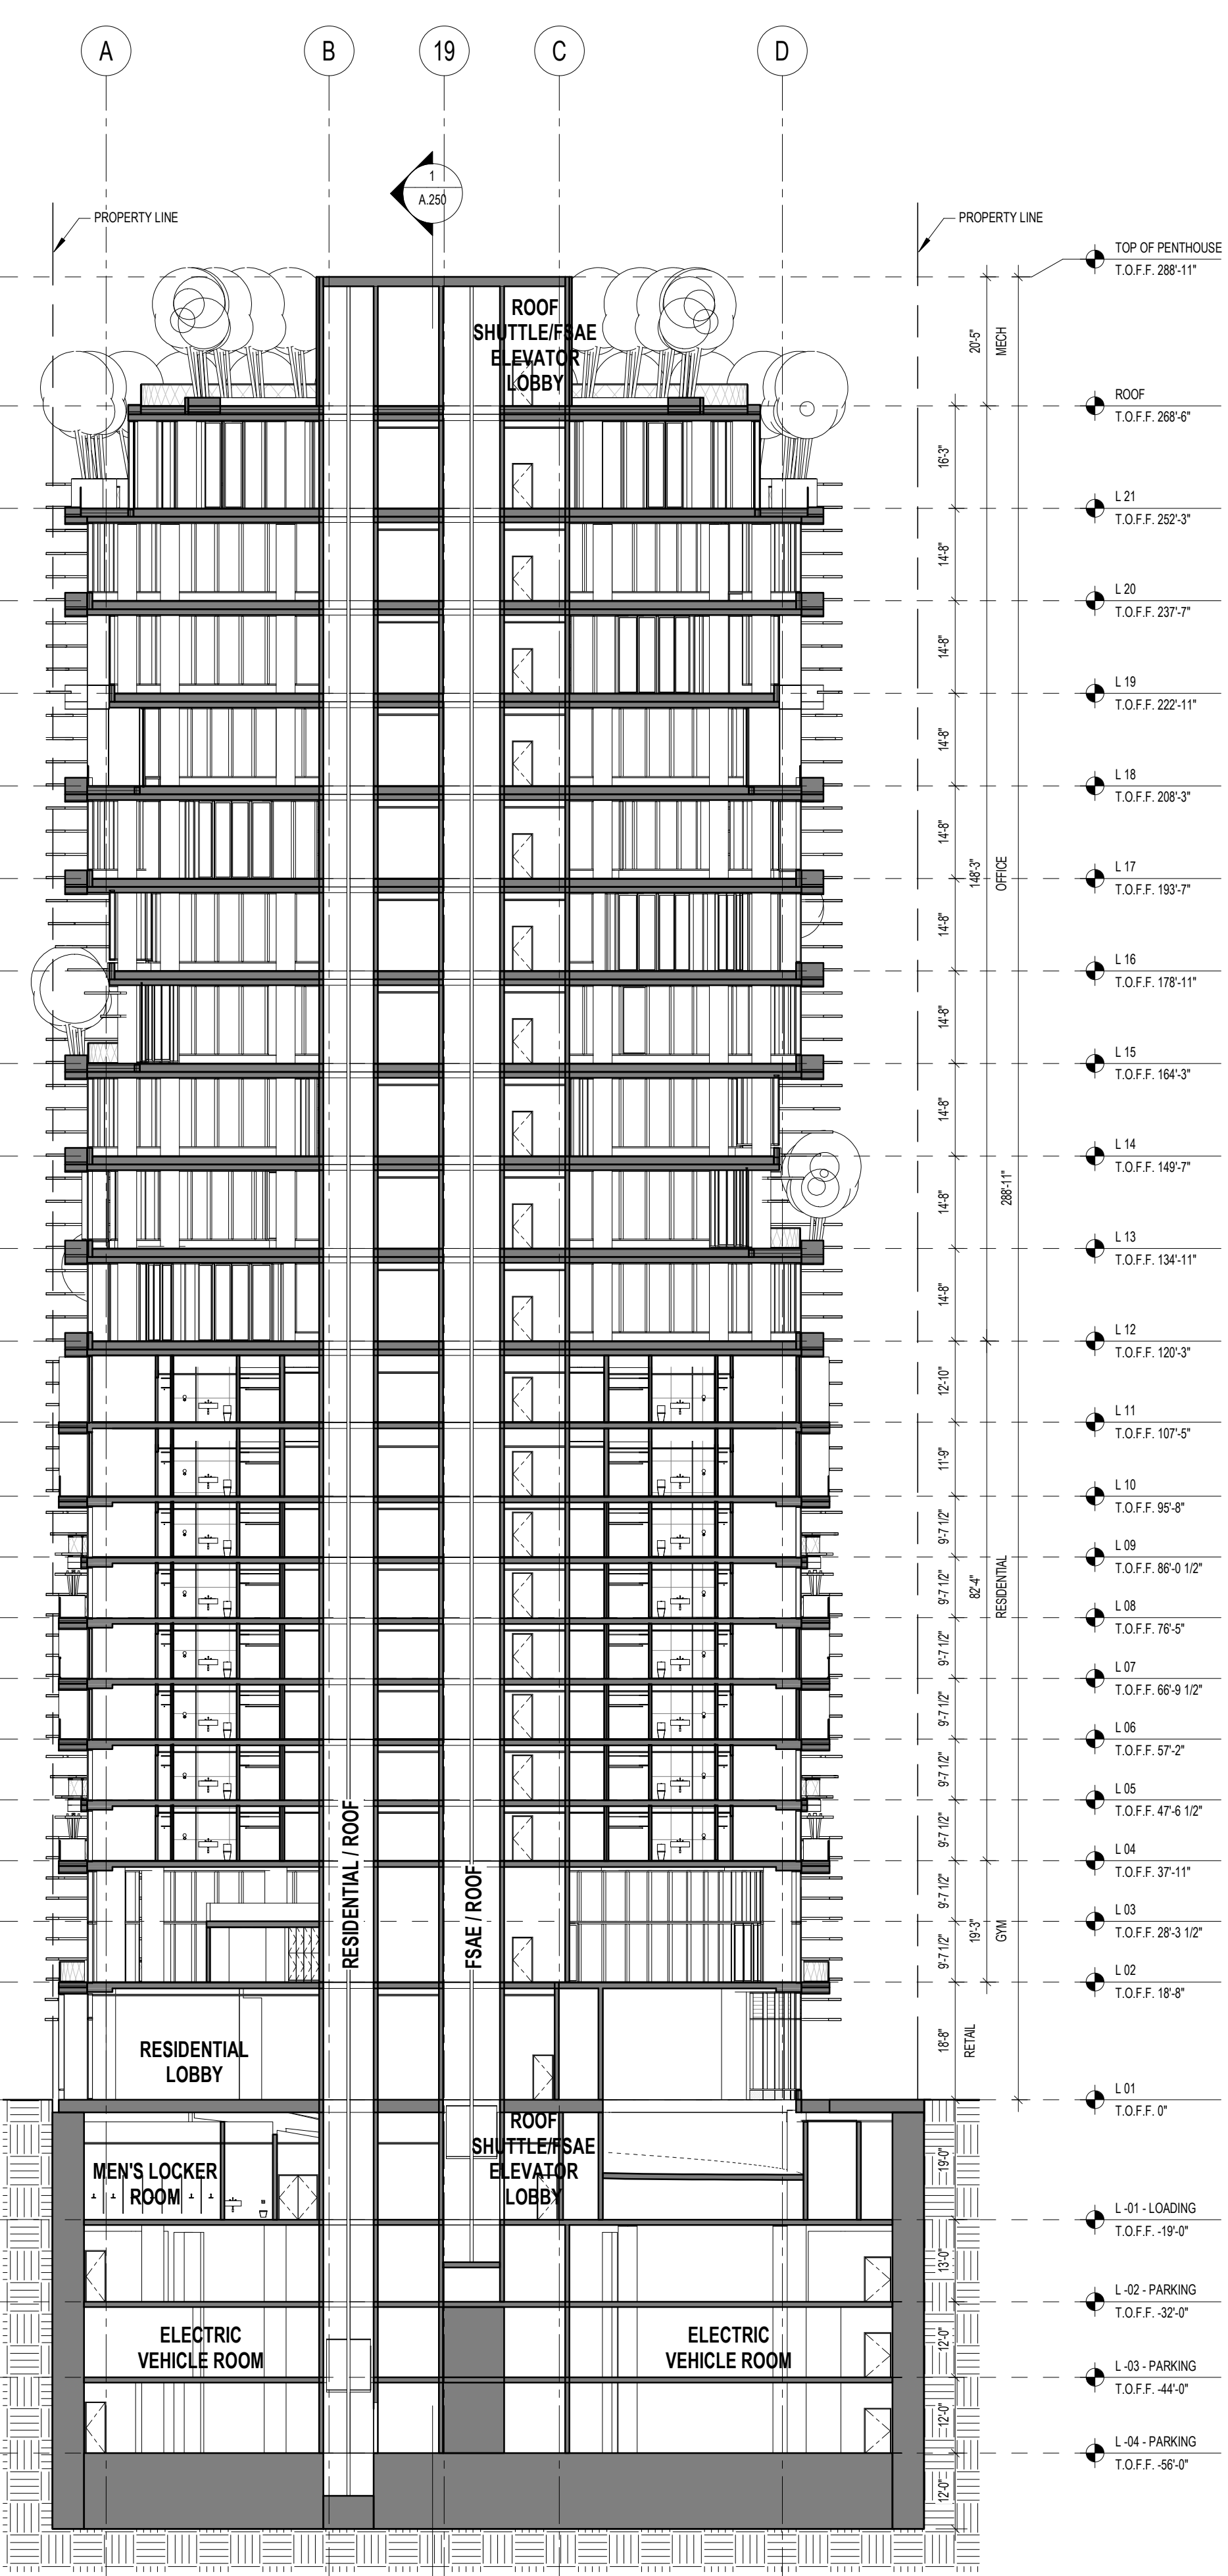 A
B
19
C
D
1
A.250
PROPERTY LINE
PROPERTY LINE
TOP OF PENTHOUSE
T.O.F.F. 288'-11"
ROOF
SHUTTLE/FSAE
ELEVATOR
LOBBY
20'-5"
MECH
ROOF
T.O.F.F. 268'-6"
16'-3"
L 21
T.O.F.F. 252'-3"
14'-8"
L 20
T.O.F.F. 237'-7"
14'-8"
L 19
T.O.F.F. 222'-11"
14'-8"
L 18
T.O.F.F. 208'-3"
14'-8"
148'-3"
OFFICE
L 17
T.O.F.F. 193'-7"
14'-8"
L 16
T.O.F.F. 178'-11"
14'-8"
L 15
T.O.F.F. 164'-3"
14'-8"
L 14
T.O.F.F. 149'-7"
14'-8"
288'-11"
L 13
T.O.F.F. 134'-11"
14'-8"
L 12
T.O.F.F. 120'-3"
12'-10"
L 11
T.O.F.F. 107'-5"
11'-9"
L 10
T.O.F.F. 95'-8"
9'-7 1/2"
L 09
T.O.F.F. 86'-0 1/2"
9'-7 1/2"
82'-4"
RESIDENTIAL
L 08
T.O.F.F. 76'-5"
9'-7 1/2"
L 07
T.O.F.F. 66'-9 1/2"
9'-7 1/2"
L 06
T.O.F.F. 57'-2"
9'-7 1/2"
L 05
T.O.F.F. 47'-6 1/2"
9'-7 1/2"
L 04
T.O.F.F. 37'-11"
RESIDENTIAL / ROOF
FSAE / ROOF
9'-7 1/2"
L 03
T.O.F.F. 28'-3 1/2"
9'-7 1/2"
19'-3"
GYM
L 02
T.O.F.F. 18'-8"
RESIDENTIAL
LOBBY
18'-8"
RETAIL
L 01
T.O.F.F. 0"
ROOF
SHUTTLE/FSAE
ELEVATOR
LOBBY
MEN'S LOCKER
ROOM
19'-0"
L -01 - LOADING
T.O.F.F. -19'-0"
13'-0"
L -02 - PARKING
T.O.F.F. -32'-0"
ELECTRIC
VEHICLE ROOM
ELECTRIC
VEHICLE ROOM
12'-0"
L -03 - PARKING
T.O.F.F. -44'-0"
12'-0"
L -04 - PARKING
T.O.F.F. -56'-0"
12'-0"